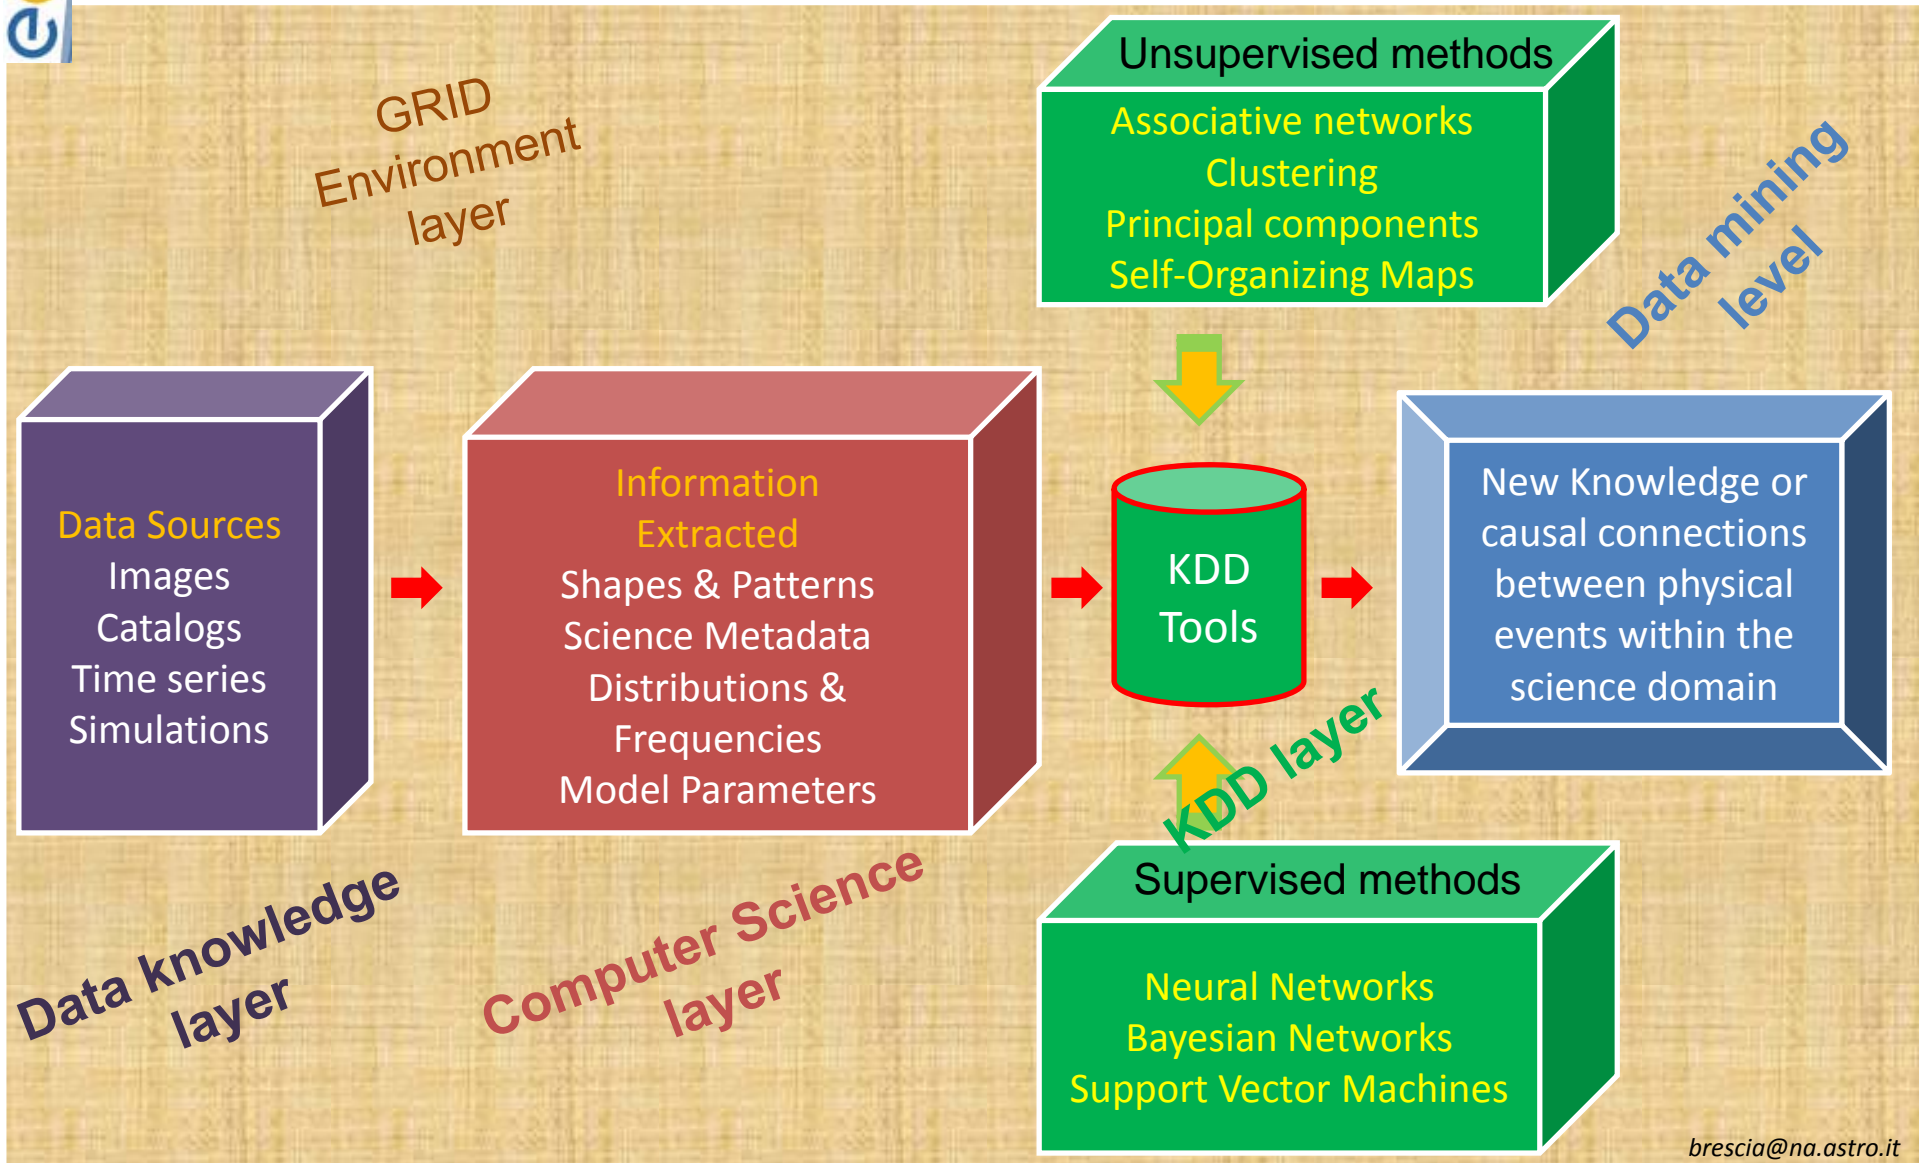 GRID
Environment
layer
Unsupervised methods
Associative networks
Clustering
Principal components
Self-Organizing Maps
Data mining
level
Data Sources
Images
Catalogs
Time series
Simulations
Information
Extracted
Shapes & Patterns
Science Metadata
Distributions &
Frequencies
Model Parameters
KDD
Tools
New Knowledge or
causal connections
between physical
events within the
science domain
KDD layer
Data knowledge
layer
Computer Science
layer
Supervised methods
Neural Networks
Bayesian Networks
Support Vector Machines
brescia@na.astro.it